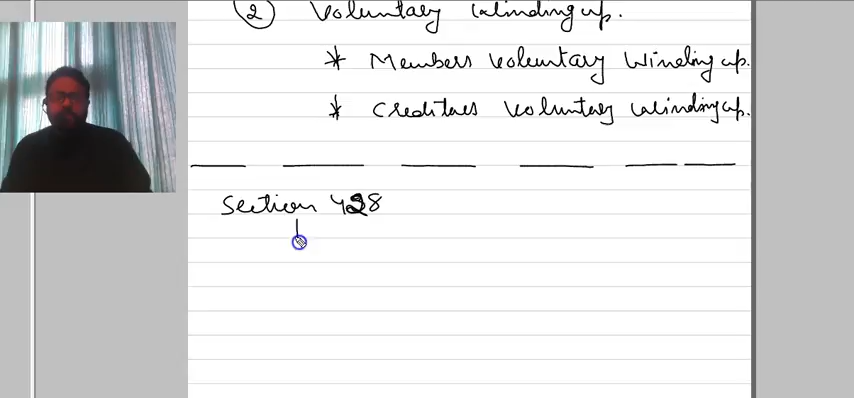 2 Voluntary Winding up.
* Members Voluntary Winding up.
* Creditors Voluntary Winding up.
Section 428